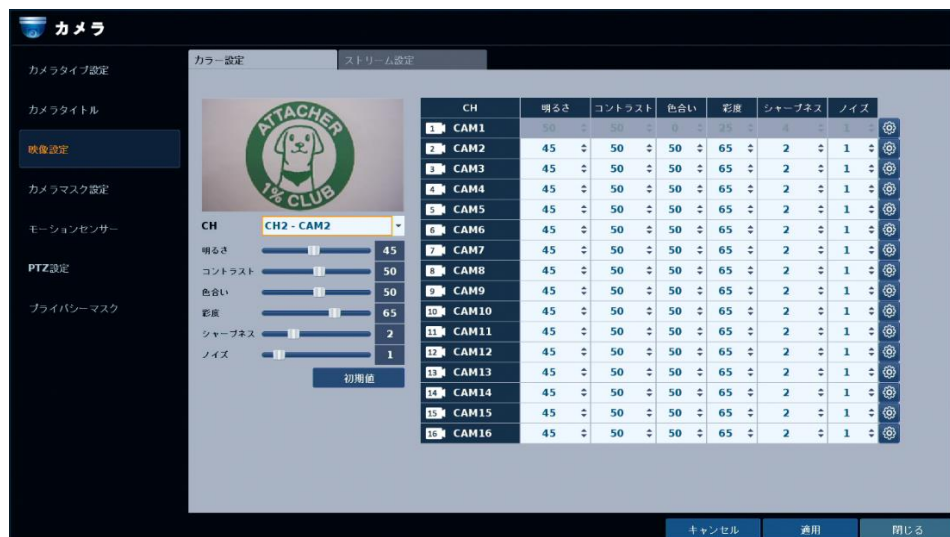 カメラ
カメラタイプ設定
カメラタイトル
映像設定
カメラマスク設定
モーションセンサー
PTZ設定
プライバシーマスク
カラー設定 ストリーム設定
ATTACHER
1% CLUB
CH CH2 - CAM2
明るさ 45
コントラスト 50
色合い 50
彩度 65
シャープネス 2
ノイズ 1
初期値
CH 明るさ コントラスト 色合い 彩度 シャープネス ノイズ
1 CAM1 50 50 0 25 4 1
2 CAM2 45 50 50 65 2 1
3 CAM3 45 50 50 65 2 1
4 CAM4 45 50 50 65 2 1
5 CAM5 45 50 50 65 2 1
6 CAM6 45 50 50 65 2 1
7 CAM7 45 50 50 65 2 1
8 CAM8 45 50 50 65 2 1
9 CAM9 45 50 50 65 2 1
10 CAM10 45 50 50 65 2 1
11 CAM11 45 50 50 65 2 1
12 CAM12 45 50 50 65 2 1
13 CAM13 45 50 50 65 2 1
14 CAM14 45 50 50 65 2 1
15 CAM15 45 50 50 65 2 1
16 CAM16 45 50 50 65 2 1
キャンセル 適用 閉じる